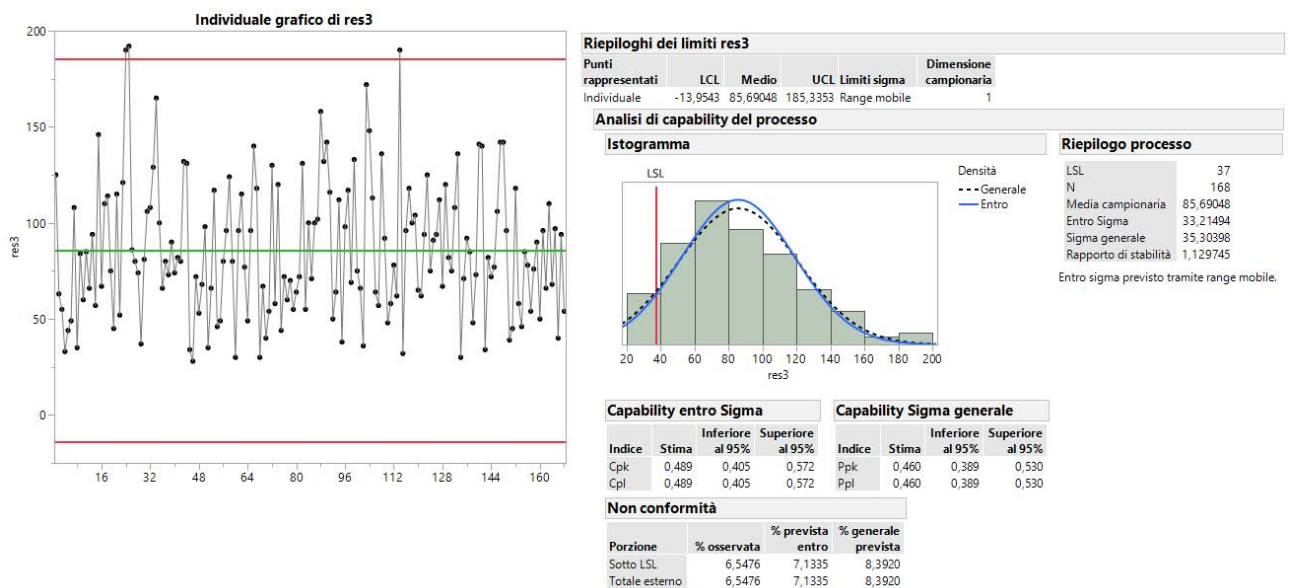 Individuale grafico di res3
200
150
100
50
0
res3
16 32 48 64 80 96 112 128 144 160
Riepiloghi dei limiti res3
Punti rappresentati LCL Medio UCL Limiti sigma Dimensione campionaria
Individuale -13,9543 85,69048 185,3353 Range mobile 1
Analisi di capability del processo
Istogramma
LSL
20 40 60 80 100 120 140 160 180 200
res3
Densità
Generale
Entro
Riepilogo processo
LSL 37
N 168
Media campionaria 85,69048
Entro Sigma 33,21494
Sigma generale 35,30398
Rapporto di stabilità 1,129745
Entro sigma previsto tramite range mobile.
Capability entro Sigma
Indice Stima Inferiore al 95% Superiore al 95%
Cpk 0,489 0,405 0,572
Cpl 0,489 0,405 0,572
Capability Sigma generale
Indice Stima Inferiore al 95% Superiore al 95%
Ppk 0,460 0,389 0,530
Ppl 0,460 0,389 0,530
Non conformità
Porzione % osservata % prevista entro % generale prevista
Sotto LSL 6,5476 7,1335 8,3920
Totale esterno 6,5476 7,1335 8,3920